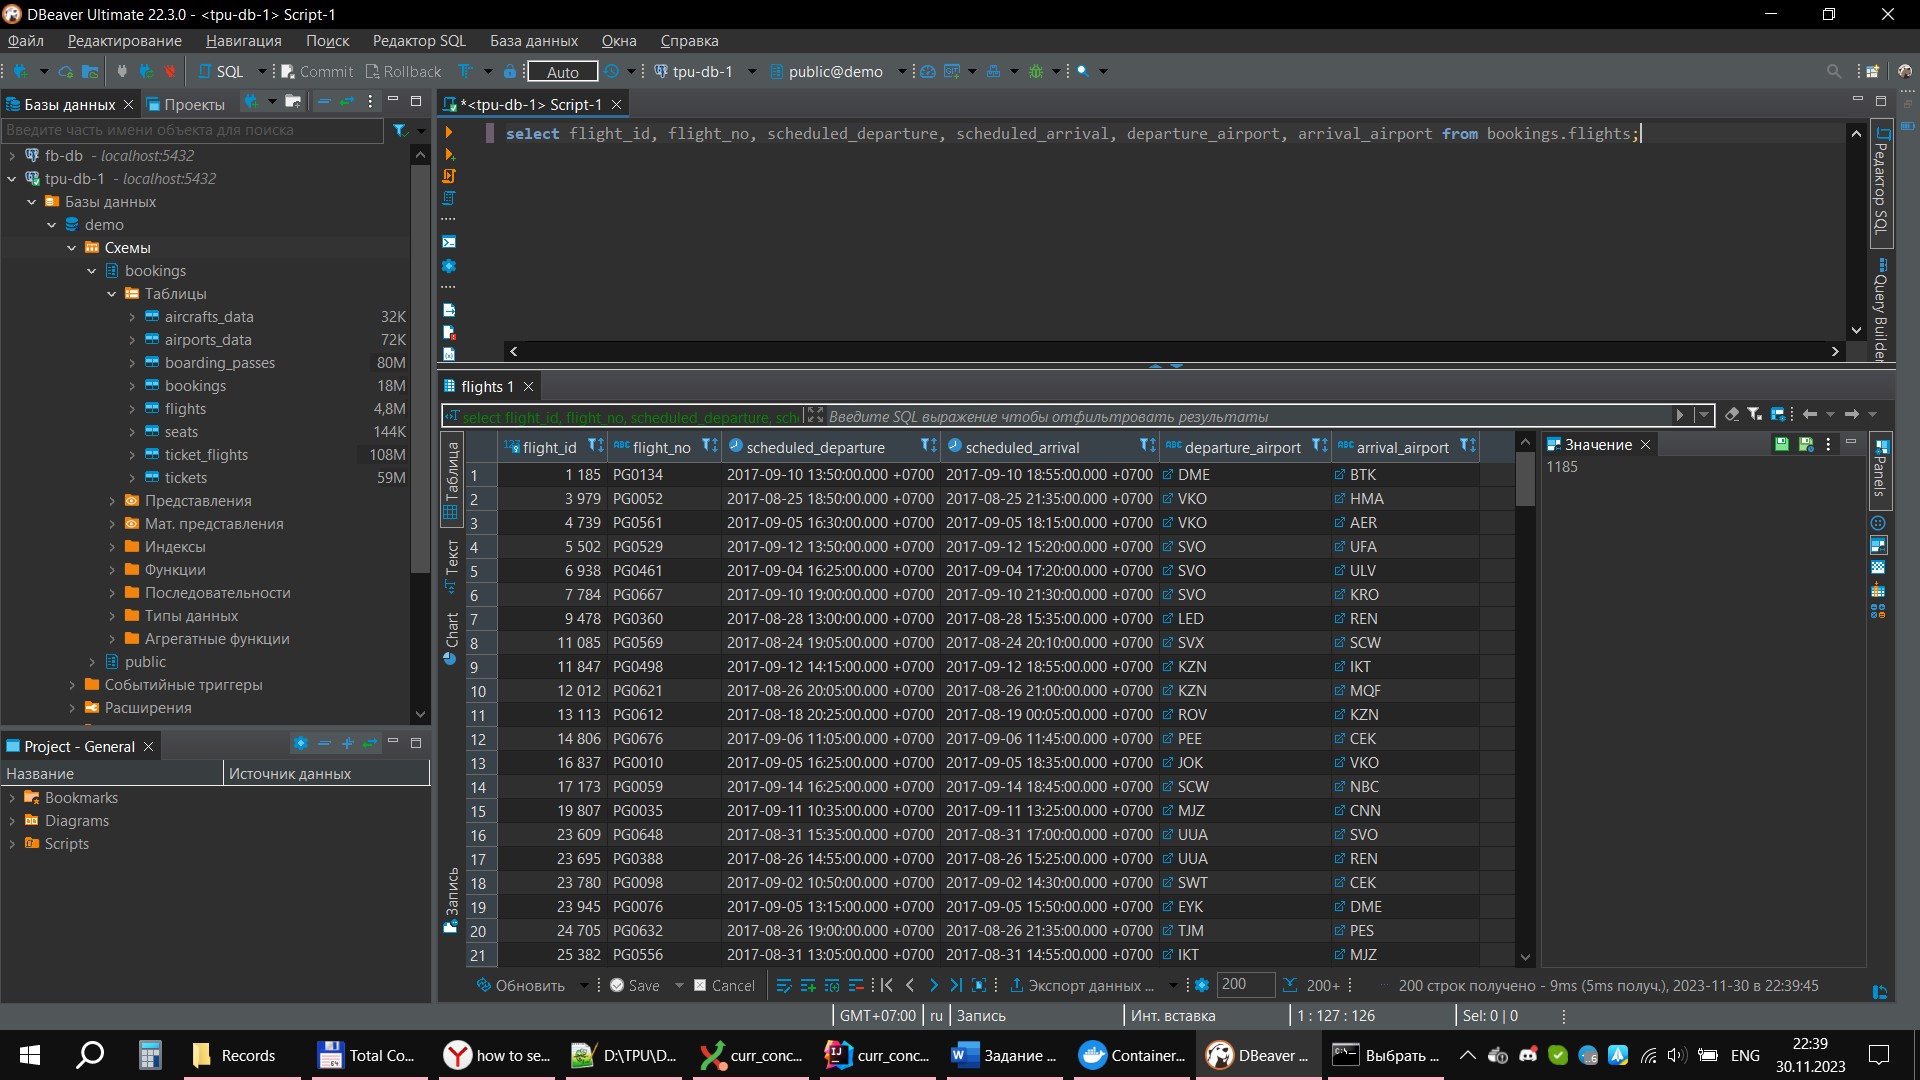 DBeaver Ultimate 22.3.0 - <tpu-db-1> Script-1
Файл Редактирование Навигация Поиск Редактор SQL База данных Окна Справка
SQL Commit Rollback Auto tpu-db-1 public@demo
Базы данных Проекты
Введите часть имени объекта для поиска
fb-db - localhost:5432
tpu-db-1 - localhost:5432
Базы данных
demo
Схемы
bookings
Таблицы
aircrafts_data 32K
airports_data 72K
boarding_passes 80M
bookings 18M
flights 4,8M
seats 144K
ticket_flights 108M
tickets 59M
Представления
Мат. представления
Индексы
Функции
Последовательности
Типы данных
Агрегатные функции
public
Событийные триггеры
Расширения
Project - General
Название Источник данных
Bookmarks
Diagrams
Scripts
*<tpu-db-1> Script-1
select flight_id, flight_no, scheduled_departure, scheduled_arrival, departure_airport, arrival_airport from bookings.flights;
Редактор SQL
Query Builder
flights 1
select flight_id, flight_no, scheduled_departure, sche
Введите SQL выражение чтобы отфильтровать результаты
Таблица
Текст
Chart
Запись
flight_id flight_no scheduled_departure scheduled_arrival departure_airport arrival_airport
1 1 185 PG0134 2017-09-10 13:50:00.000 +0700 2017-09-10 18:55:00.000 +0700 DME BTK
2 3 979 PG0052 2017-08-25 18:50:00.000 +0700 2017-08-25 21:35:00.000 +0700 VKO HMA
3 4 739 PG0561 2017-09-05 16:30:00.000 +0700 2017-09-05 18:15:00.000 +0700 VKO AER
4 5 502 PG0529 2017-09-12 13:50:00.000 +0700 2017-09-12 15:20:00.000 +0700 SVO UFA
5 6 938 PG0461 2017-09-04 16:25:00.000 +0700 2017-09-04 17:20:00.000 +0700 SVO ULV
6 7 784 PG0667 2017-09-10 19:00:00.000 +0700 2017-09-10 21:30:00.000 +0700 SVO KRO
7 9 478 PG0360 2017-08-28 13:00:00.000 +0700 2017-08-28 15:35:00.000 +0700 LED REN
8 11 085 PG0569 2017-08-24 19:05:00.000 +0700 2017-08-24 20:10:00.000 +0700 SVX SCW
9 11 847 PG0498 2017-09-12 14:15:00.000 +0700 2017-09-12 18:55:00.000 +0700 KZN IKT
10 12 012 PG0621 2017-08-26 20:05:00.000 +0700 2017-08-26 21:00:00.000 +0700 KZN MQF
11 13 113 PG0612 2017-08-18 20:25:00.000 +0700 2017-08-19 00:05:00.000 +0700 ROV KZN
12 14 806 PG0676 2017-09-06 11:05:00.000 +0700 2017-09-06 11:45:00.000 +0700 PEE CEK
13 16 837 PG0010 2017-09-05 16:25:00.000 +0700 2017-09-05 18:35:00.000 +0700 JOK VKO
14 17 173 PG0059 2017-09-14 16:25:00.000 +0700 2017-09-14 18:45:00.000 +0700 SCW NBC
15 19 807 PG0035 2017-09-11 10:35:00.000 +0700 2017-09-11 13:25:00.000 +0700 MJZ CNN
16 23 609 PG0648 2017-08-31 15:35:00.000 +0700 2017-08-31 17:00:00.000 +0700 UUA SVO
17 23 695 PG0388 2017-08-26 14:55:00.000 +0700 2017-08-26 15:25:00.000 +0700 UUA REN
18 23 780 PG0098 2017-09-02 10:50:00.000 +0700 2017-09-02 14:30:00.000 +0700 SWT CEK
19 23 945 PG0076 2017-09-05 13:15:00.000 +0700 2017-09-05 15:50:00.000 +0700 EYK DME
20 24 705 PG0632 2017-08-26 19:00:00.000 +0700 2017-08-26 21:35:00.000 +0700 TJM PES
21 25 382 PG0556 2017-08-31 13:05:00.000 +0700 2017-08-31 14:55:00.000 +0700 IKT MJZ
Значение
1185
Panels
Обновить Save Cancel Экспорт данных ... 200 200+ 200 строк получено - 9ms (5ms получ.), 2023-11-30 в 22:39:45
GMT+07:00 ru Запись Инт. вставка 1 : 127 : 126 Sel: 0 | 0
Records Total Co... how to se... D:\TPU\D... curr_conc... curr_conc... Задание ... Container... DBeaver ... Выбрать ... ENG
22:39
30.11.2023